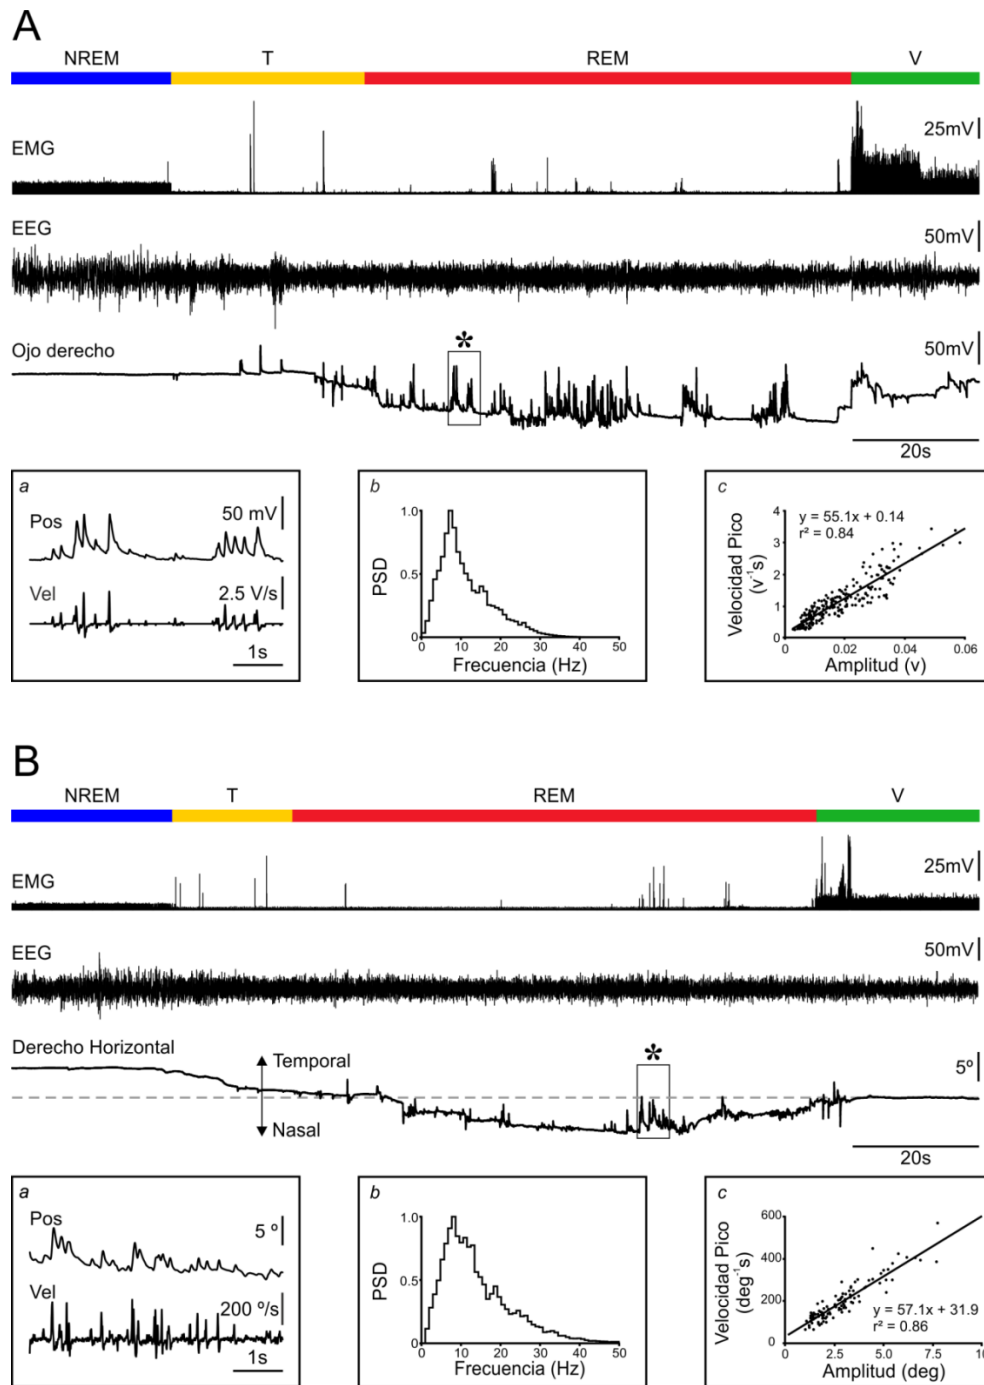 A
NREM T REM V
EMG 25mV
EEG 50mV
Ojo derecho * 50mV
20s
a
Pos 50 mV
Vel 2.5 V/s
1s
b
PSD
1.0
0.5
0
0 10 20 30 40 50
Frecuencia (Hz)
c
Velocidad Pico
(v⁻¹s)
y = 55.1x + 0.14
r² = 0.84
4
3
2
1
0
0 0.02 0.04 0.06
Amplitud (v)
B
NREM T REM V
EMG 25mV
EEG 50mV
Derecho Horizontal * 5º
Temporal
Nasal
20s
a
Pos 5 º
Vel 200 º/s
1s
b
PSD
1.0
0.5
0
0 10 20 30 40 50
Frecuencia (Hz)
c
Velocidad Pico
(deg⁻¹s)
600
400
200
0
y = 57.1x + 31.9
r² = 0.86
0 2.5 5.0 7.5 10
Amplitud (deg)